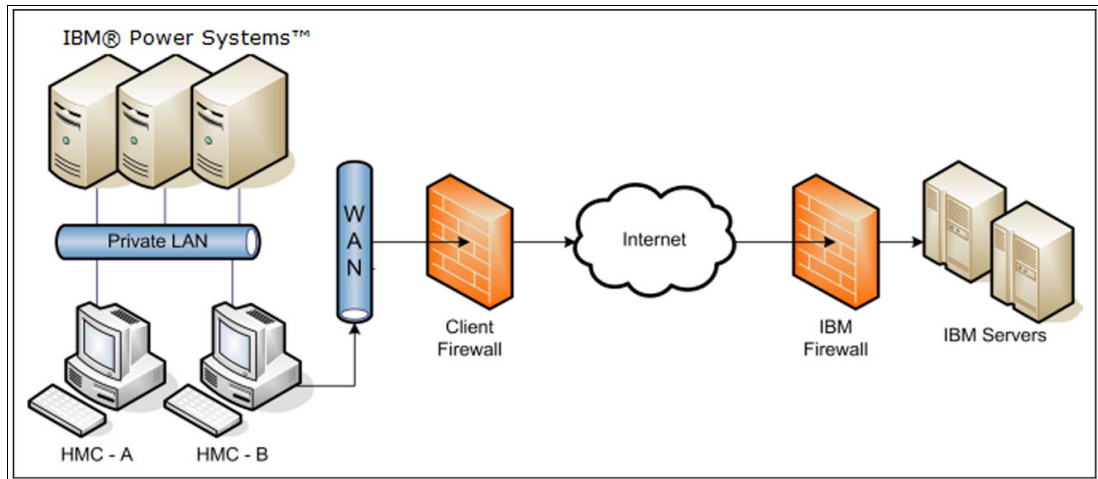 IBM® Power Systems™
Private LAN
HMC - A
HMC - B
W
A
N
Client
Firewall
Internet
IBM
Firewall
IBM Servers